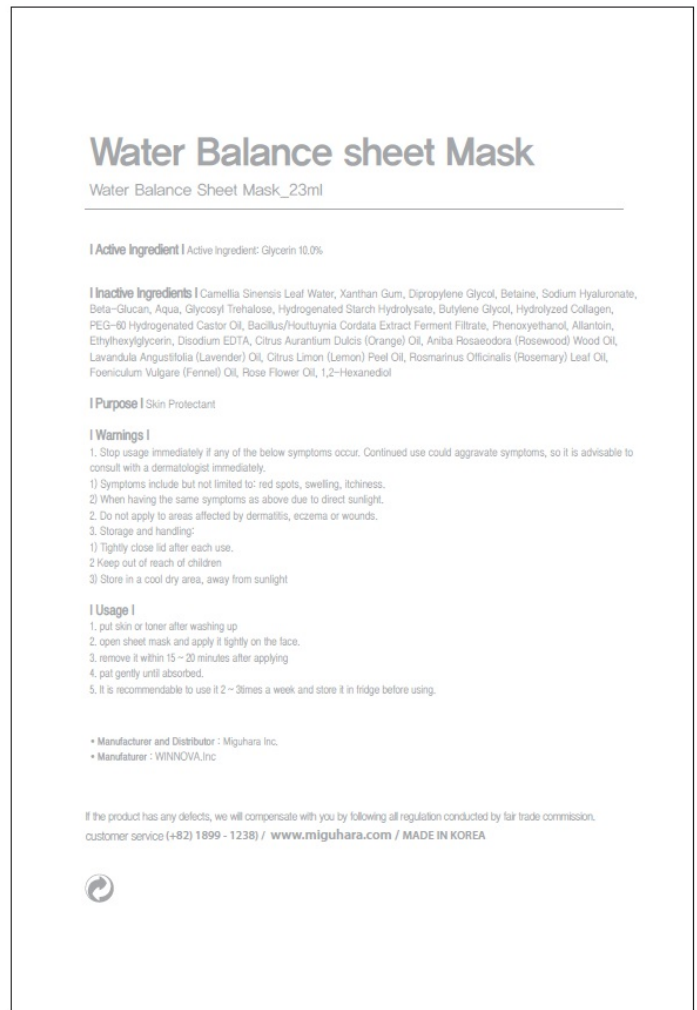 Water Balance sheet Mask
Water Balance Sheet Mask_23ml
| Active Ingredient | Active Ingredient: Glycerin 10.0%
| Inactive Ingredients | Camellia Sinensis Leaf Water, Xanthan Gum, Dipropylene Glycol, Betaine, Sodium Hyaluronate,
Beta-Glucan, Aqua, Glycosyl Trehalose, Hydrogenated Starch Hydrolysate, Butylene Glycol, Hydrolyzed Collagen,
PEG-60 Hydrogenated Castor Oil, Bacillus/Houttuynia Cordata Extract Ferment Filtrate, Phenoxyethanol, Allantoin,
Ethylhexylglycerin, Disodium EDTA, Citrus Aurantium Dulcis (Orange) Oil, Aniba Rosaeodora (Rosewood) Wood Oil,
Lavandula Angustifolia (Lavender) Oil, Citrus Limon (Lemon) Peel Oil, Rosmarinus Officinalis (Rosemary) Leaf Oil,
Foeniculum Vulgare (Fennel) Oil, Rose Flower Oil, 1,2-Hexanediol
| Purpose | Skin Protectant
| Warnings |
1. Stop usage immediately if any of the below symptoms occur. Continued use could aggravate symptoms, so it is advisable to
consult with a dermatologist immediately.
1) Symptoms include but not limited to: red spots, swelling, itchiness.
2) When having the same symptoms as above due to direct sunlight.
2. Do not apply to areas affected by dermatitis, eczema or wounds.
3. Storage and handling:
1) Tightly close lid after each use.
2 Keep out of reach of children
3) Store in a cool dry area, away from sunlight
| Usage |
1. put skin or toner after washing up
2. open sheet mask and apply it tightly on the face.
3. remove it within 15 ~ 20 minutes after applying
4. pat gently until absorbed.
5. It is recommendable to use it 2 ~ 3times a week and store it in fridge before using.
• Manufacturer and Distributor : Miguhara Inc.
• Manufaturer : WINNOVA.Inc
If the product has any defects, we will compensate with you by following all regulation conducted by fair trade commission.
customer service (+82) 1899 - 1238) / www.miguhara.com / MADE IN KOREA